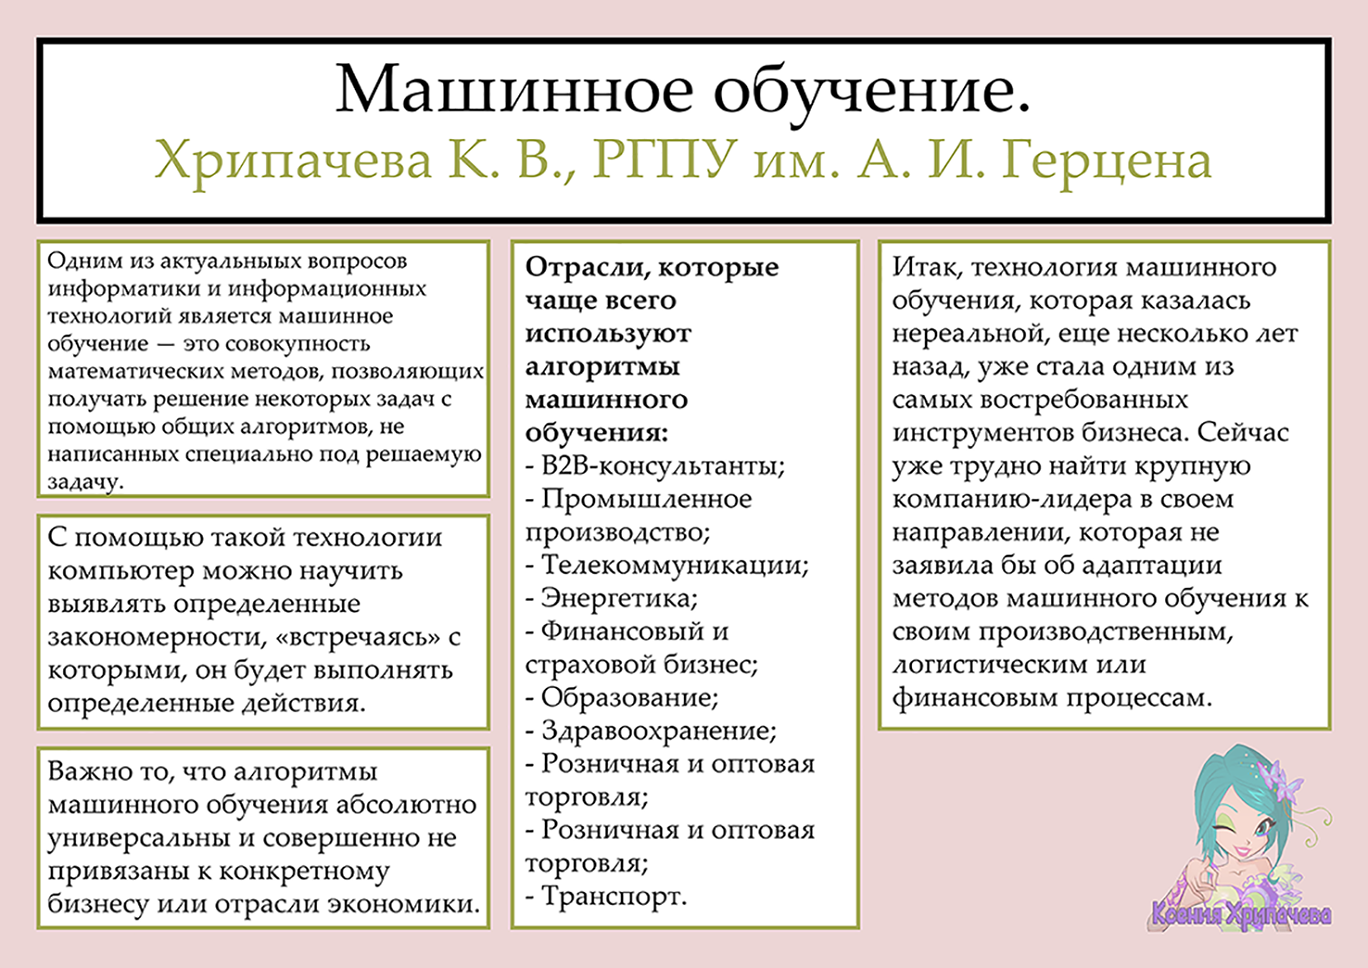 Машинное обучение.
Хрипачева К. В., РГПУ им. А. И. Герцена
Одним из актуальныых вопросов
информатики и информационных
технологий является машинное
обучение — это совокупность
математических методов, позволяющих
получать решение некоторых задач с
помощью общих алгоритмов, не
написанных специально под решаемую
задачу.
С помощью такой технологии
компьютер можно научить
выявлять определенные
закономерности, «встречаясь» с
которыми, он будет выполнять
определенные действия.
Важно то, что алгоритмы
машинного обучения абсолютно
универсальны и совершенно не
привязаны к конкретному
бизнесу или отрасли экономики.
Отрасли, которые
чаще всего
используют
алгоритмы
машинного
обучения:
- B2B-консультанты;
- Промышленное
производство;
- Телекоммуникации;
- Энергетика;
- Финансовый и
страховой бизнес;
- Образование;
- Здравоохранение;
- Розничная и оптовая
торговля;
- Розничная и оптовая
торговля;
- Транспорт.
Итак, технология машинного
обучения, которая казалась
нереальной, еще несколько лет
назад, уже стала одним из
самых востребованных
инструментов бизнеса. Сейчас
уже трудно найти крупную
компанию-лидера в своем
направлении, которая не
заявила бы об адаптации
методов машинного обучения к
своим производственным,
логистическим или
финансовым процессам.
Ксения Хрипачева